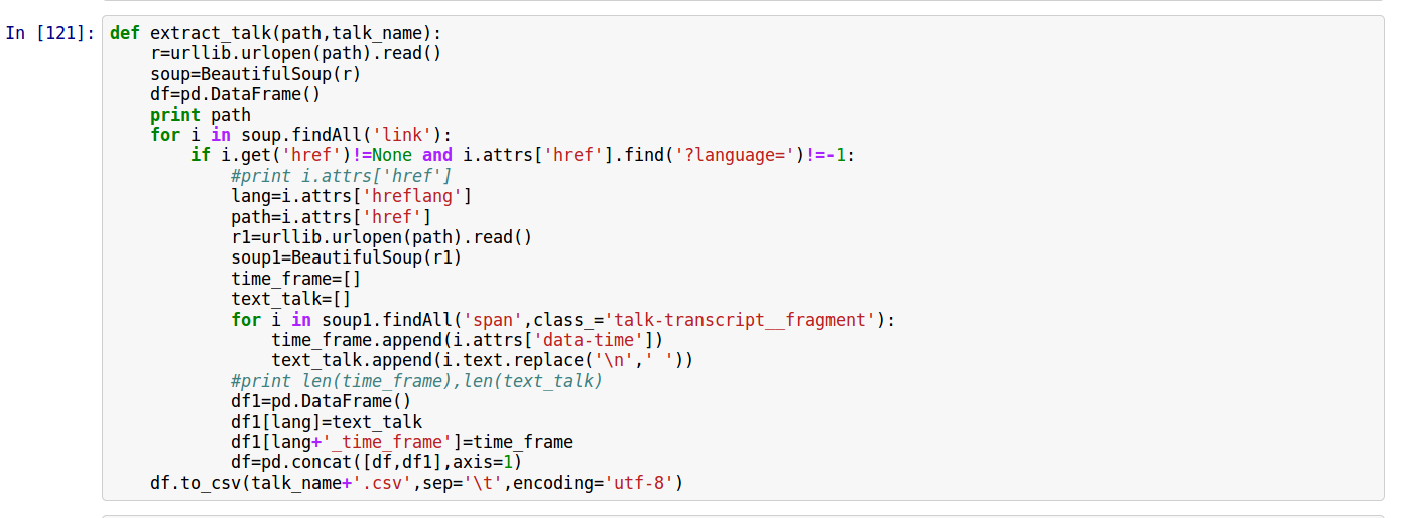 In [121]: def extract_talk(path,talk_name):
    r=urllib.urlopen(path).read()
    soup=BeautifulSoup(r)
    df=pd.DataFrame()
    print path
    for i in soup.findAll('link'):
        if i.get('href')!=None and i.attrs['href'].find('?language=')!=-1:
            #print i.attrs['href']
            lang=i.attrs['hreflang']
            path=i.attrs['href']
            r1=urllib.urlopen(path).read()
            soup1=BeautifulSoup(r1)
            time_frame=[]
            text_talk=[]
            for i in soup1.findAll('span',class_='talk-transcript__fragment'):
                time_frame.append(i.attrs['data-time'])
                text_talk.append(i.text.replace('\n',' '))
            #print len(time_frame),len(text_talk)
            df1=pd.DataFrame()
            df1[lang]=text_talk
            df1[lang+'_time_frame']=time_frame
            df=pd.concat([df,df1],axis=1)
    df.to_csv(talk_name+'.csv',sep='\t',encoding='utf-8')